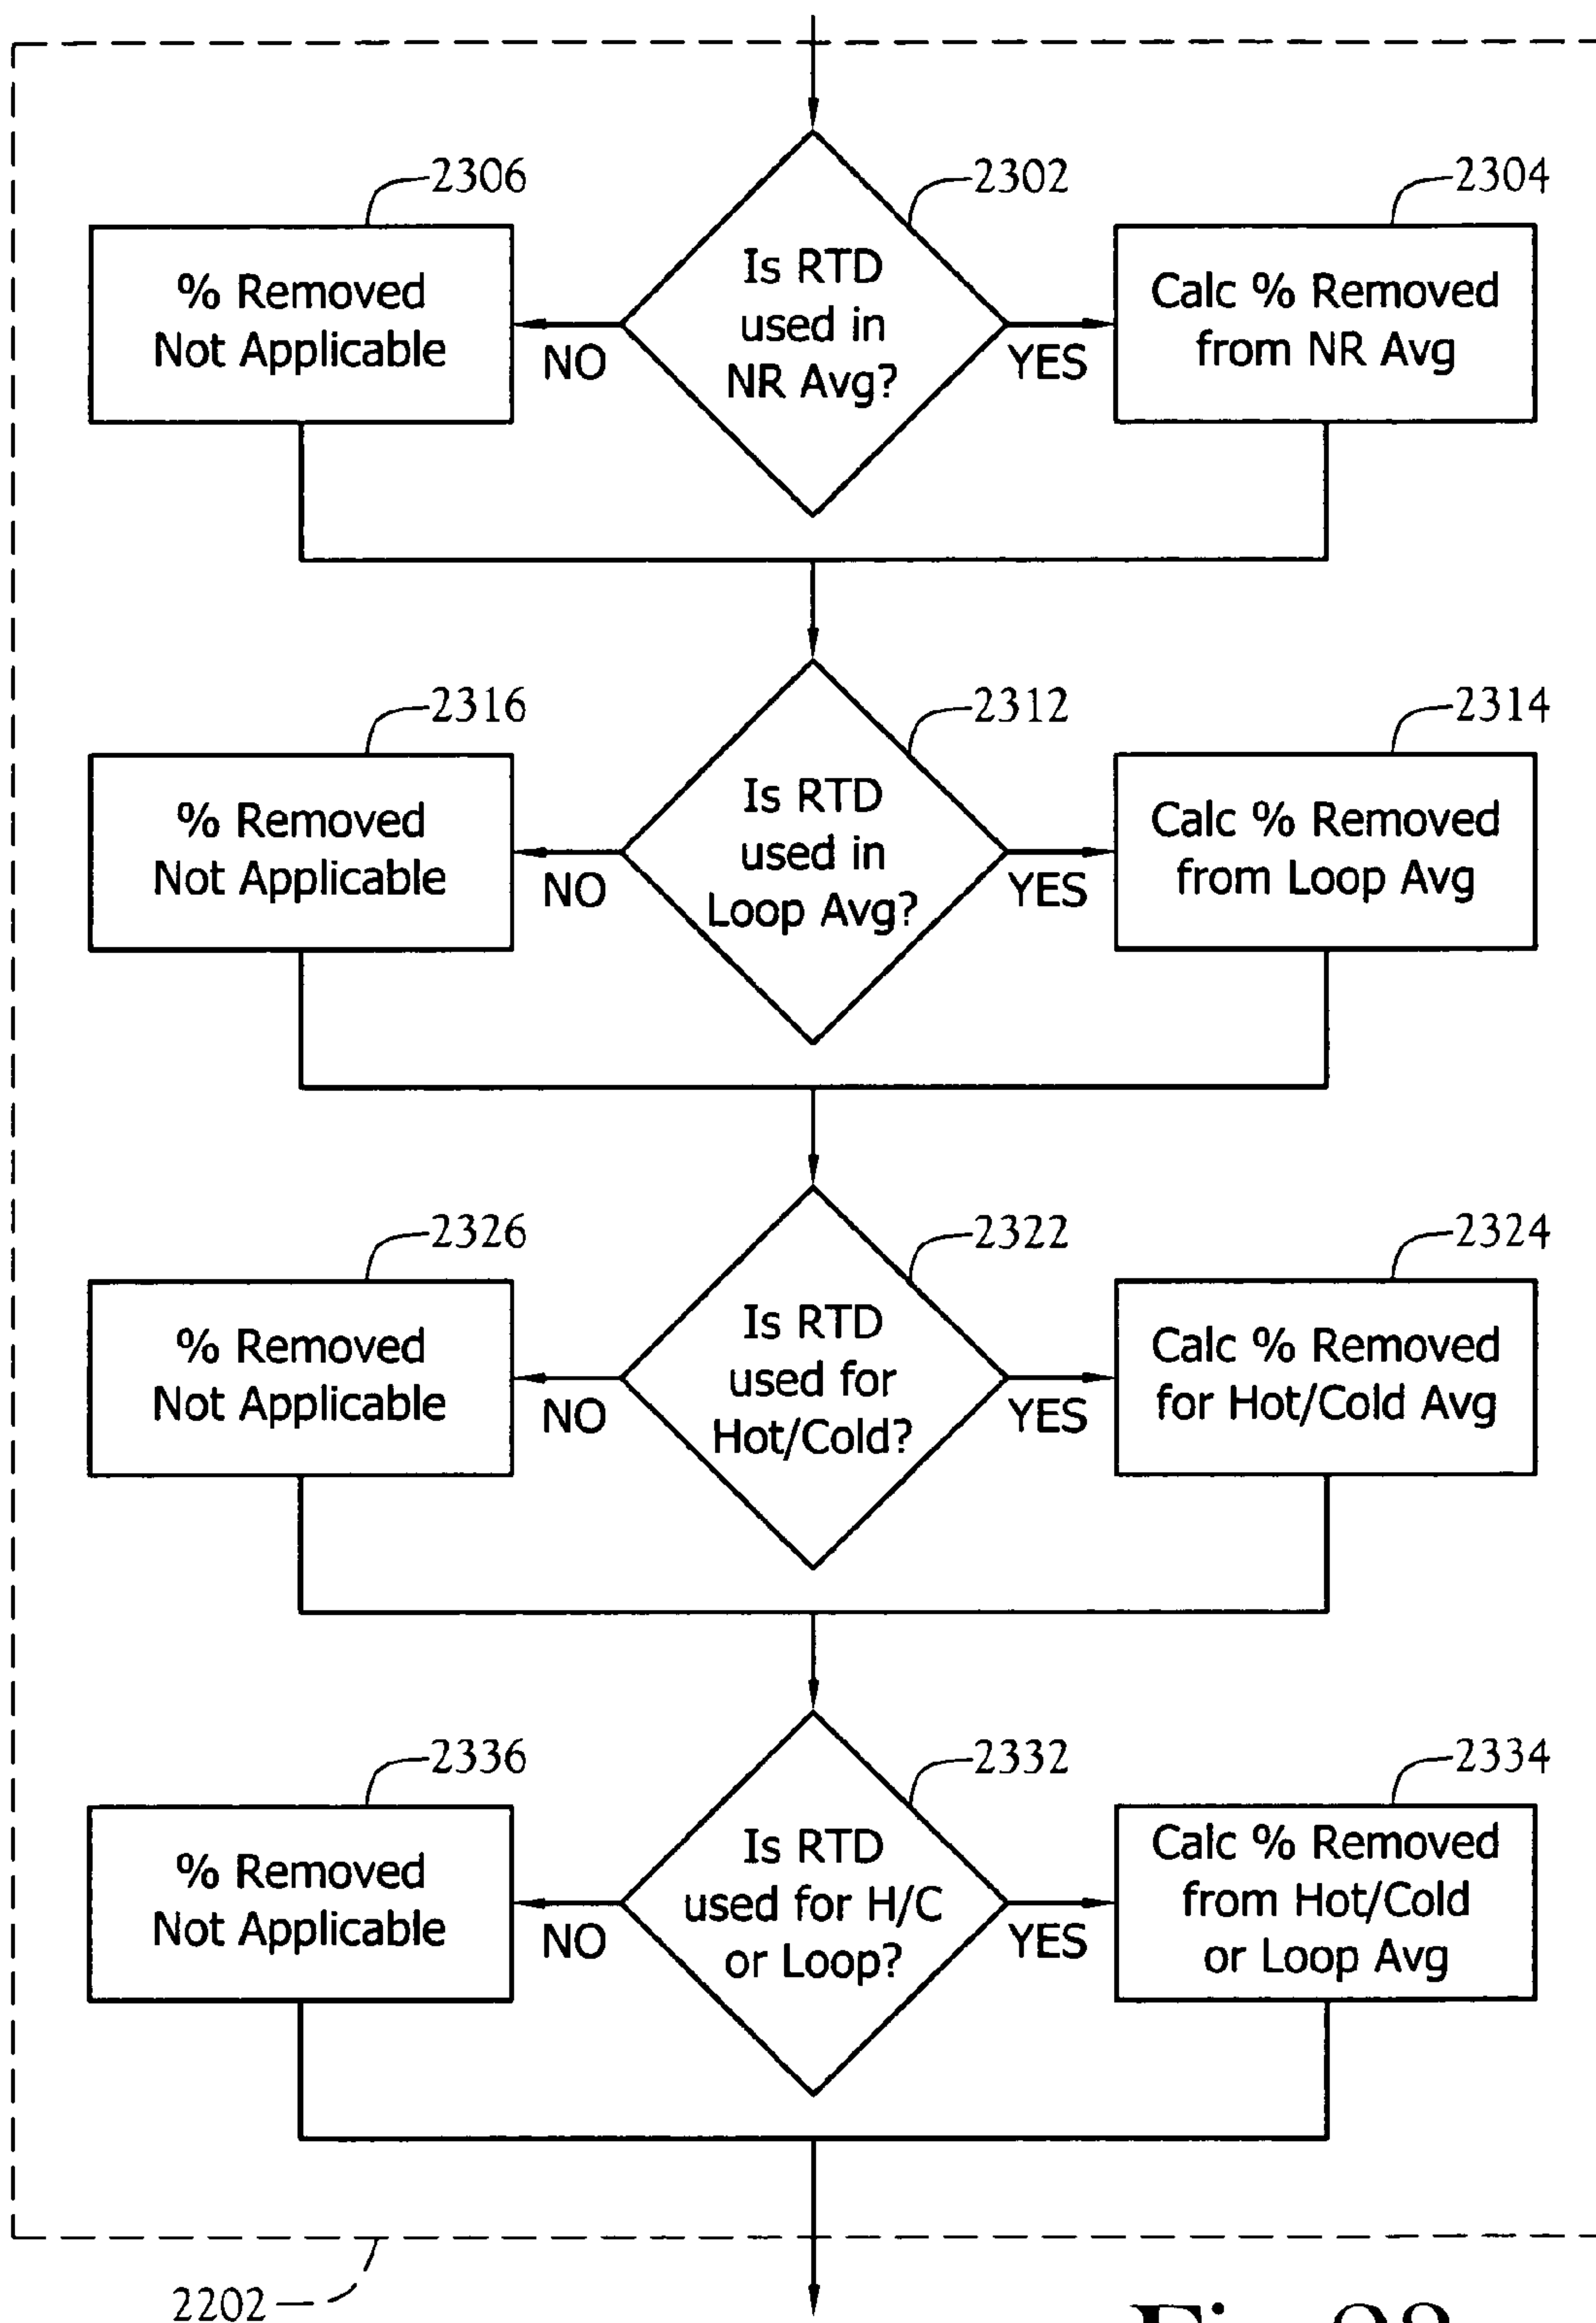 2306
2302
2304
% Removed
Not Applicable
Is RTD
used in
NR Avg?
Calc % Removed
from NR Avg
NO
YES
2316
2312
2314
% Removed
Not Applicable
Is RTD
used in
Loop Avg?
Calc % Removed
from Loop Avg
NO
YES
2326
2322
2324
% Removed
Not Applicable
Is RTD
used for
Hot/Cold?
Calc % Removed
for Hot/Cold Avg
NO
YES
2336
2332
2334
% Removed
Not Applicable
Is RTD
used for H/C
or Loop?
Calc % Removed
from Hot/Cold
or Loop Avg
NO
YES
2202